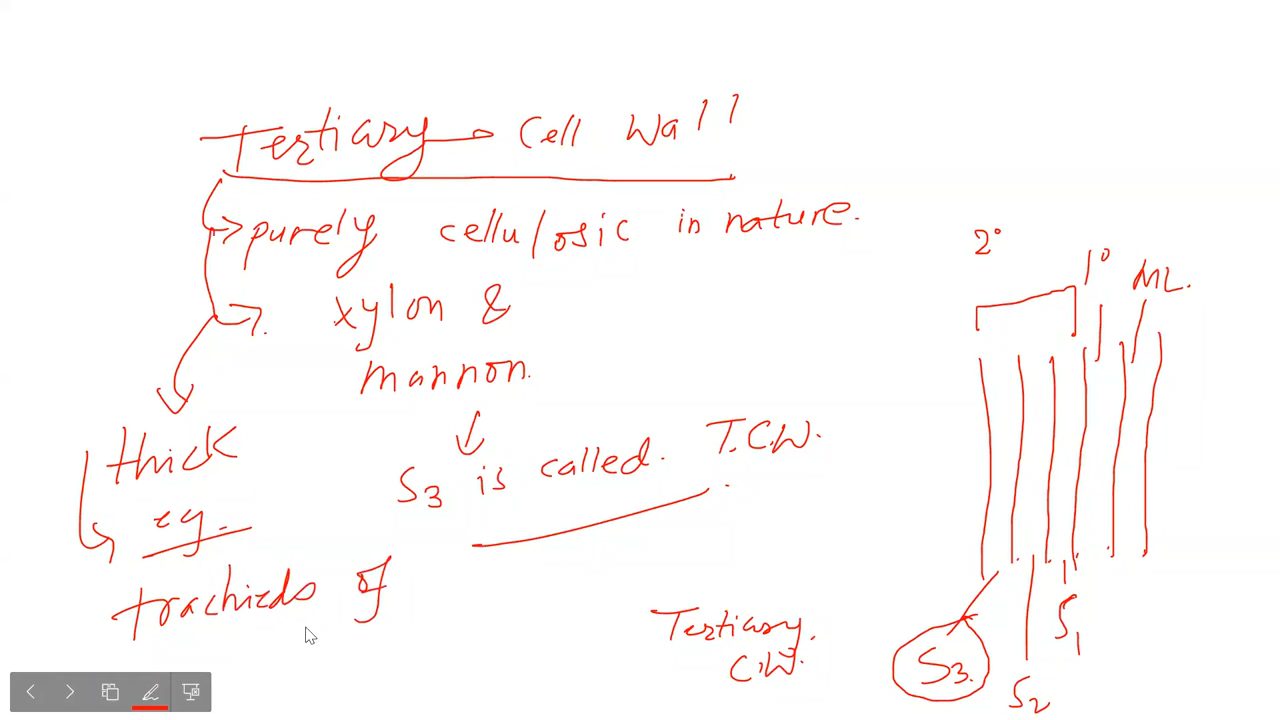 Tertiary Cell Wall
purely cellulosic in nature.
xylon &
mannon.
S3 is called. T.C.W.
thick
eg.
trachieds of
2°
1°
ML.
S1
S2
S3.
Tertiary.
C.W.